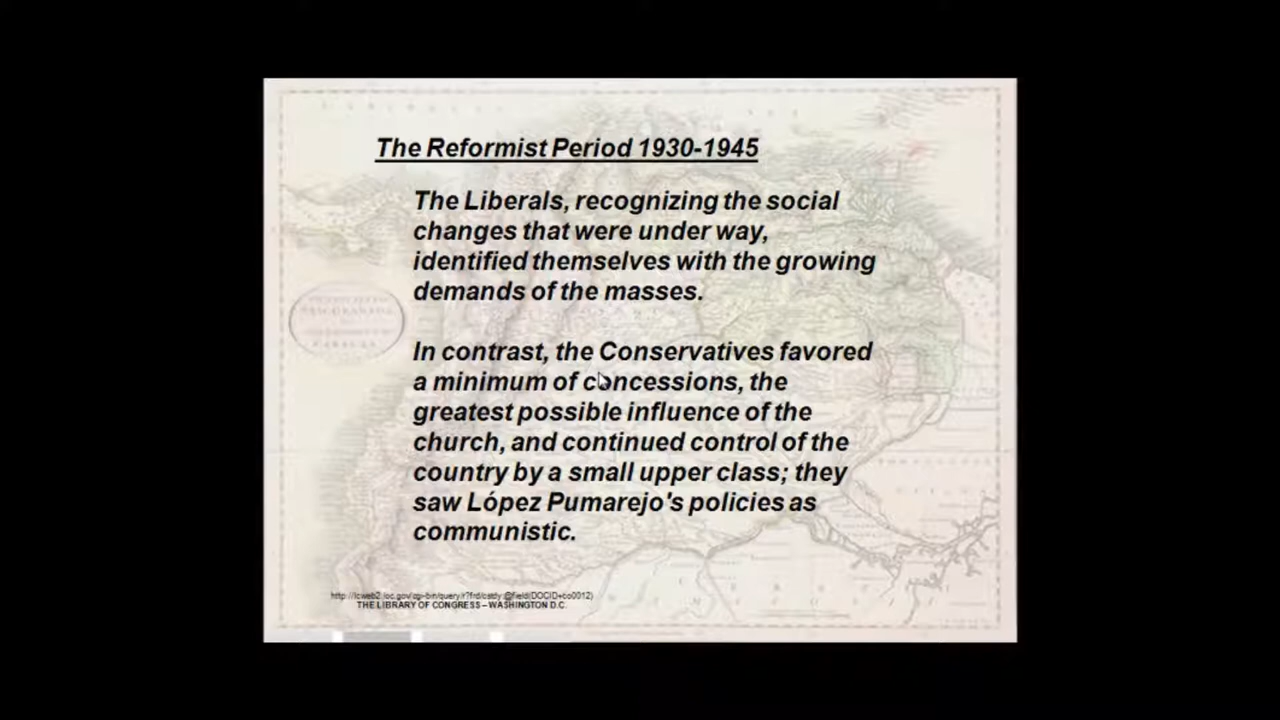 The Reformist Period 1930-1945
The Liberals, recognizing the social
changes that were under way,
identified themselves with the growing
demands of the masses.
In contrast, the Conservatives favored
a minimum of concessions, the
greatest possible influence of the
church, and continued control of the
country by a small upper class; they
saw López Pumarejo's policies as
communistic.
THE LIBRARY OF CONGRESS – WASHINGTON D.C.